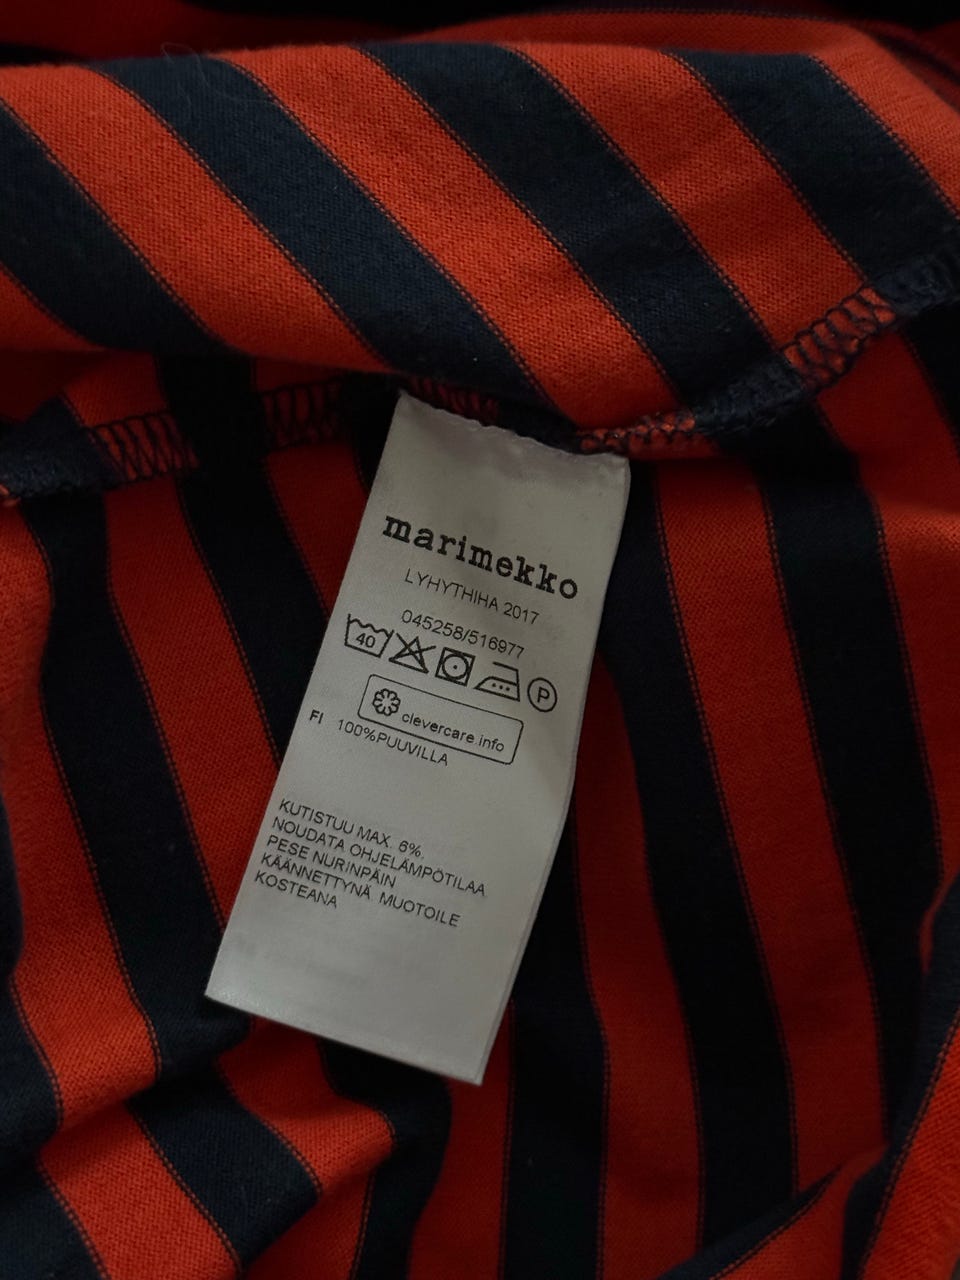 marimekko
LYHYTHIHA 2017
045258/516977
40 P
clevercare info
FI 100%PUUVILLA
KUTISTUU MAX. 6%.
NOUDATA OHJELÄMPÖTILAA.
PESE NURINPÄIN
KÄÄNNETTYNÄ. MUOTOILE
KOSTEANA